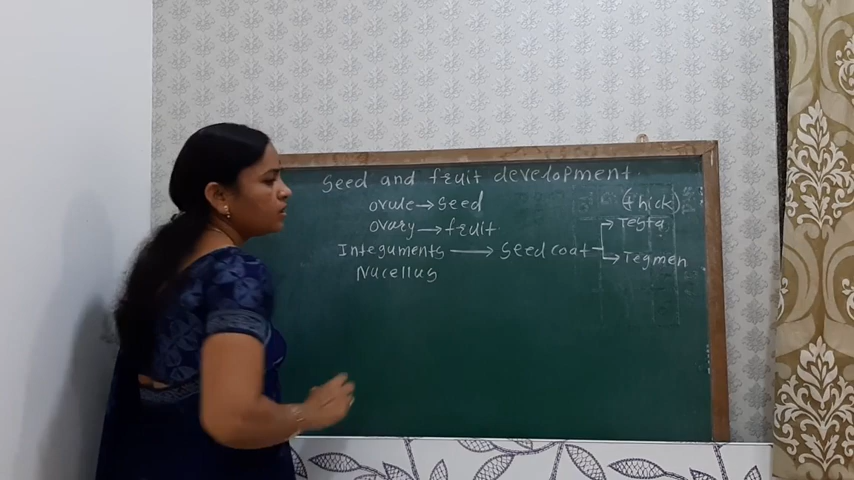 Seed and fruit development
ovule → seed (thick)
ovary → fruit
Integuments → Seed coat → Testa
→ Tegmen
Nucellus